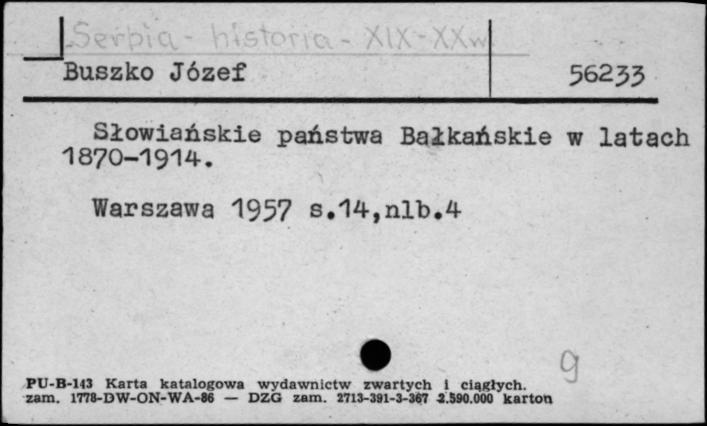 Serbia - historia - XIX-XXw
Buszko Józef 56233
Słowiańskie państwa Bałkańskie w latach
1870-1914.
Warszawa 1957 s.14,nlb.4
9
PU-B-143 Karta katalogowa wydawnictw zwartych i ciągłych.
zam. 1778-DW-ON-WA-86 — DZG zam. 2713-391-3-367 2.590.000 karton